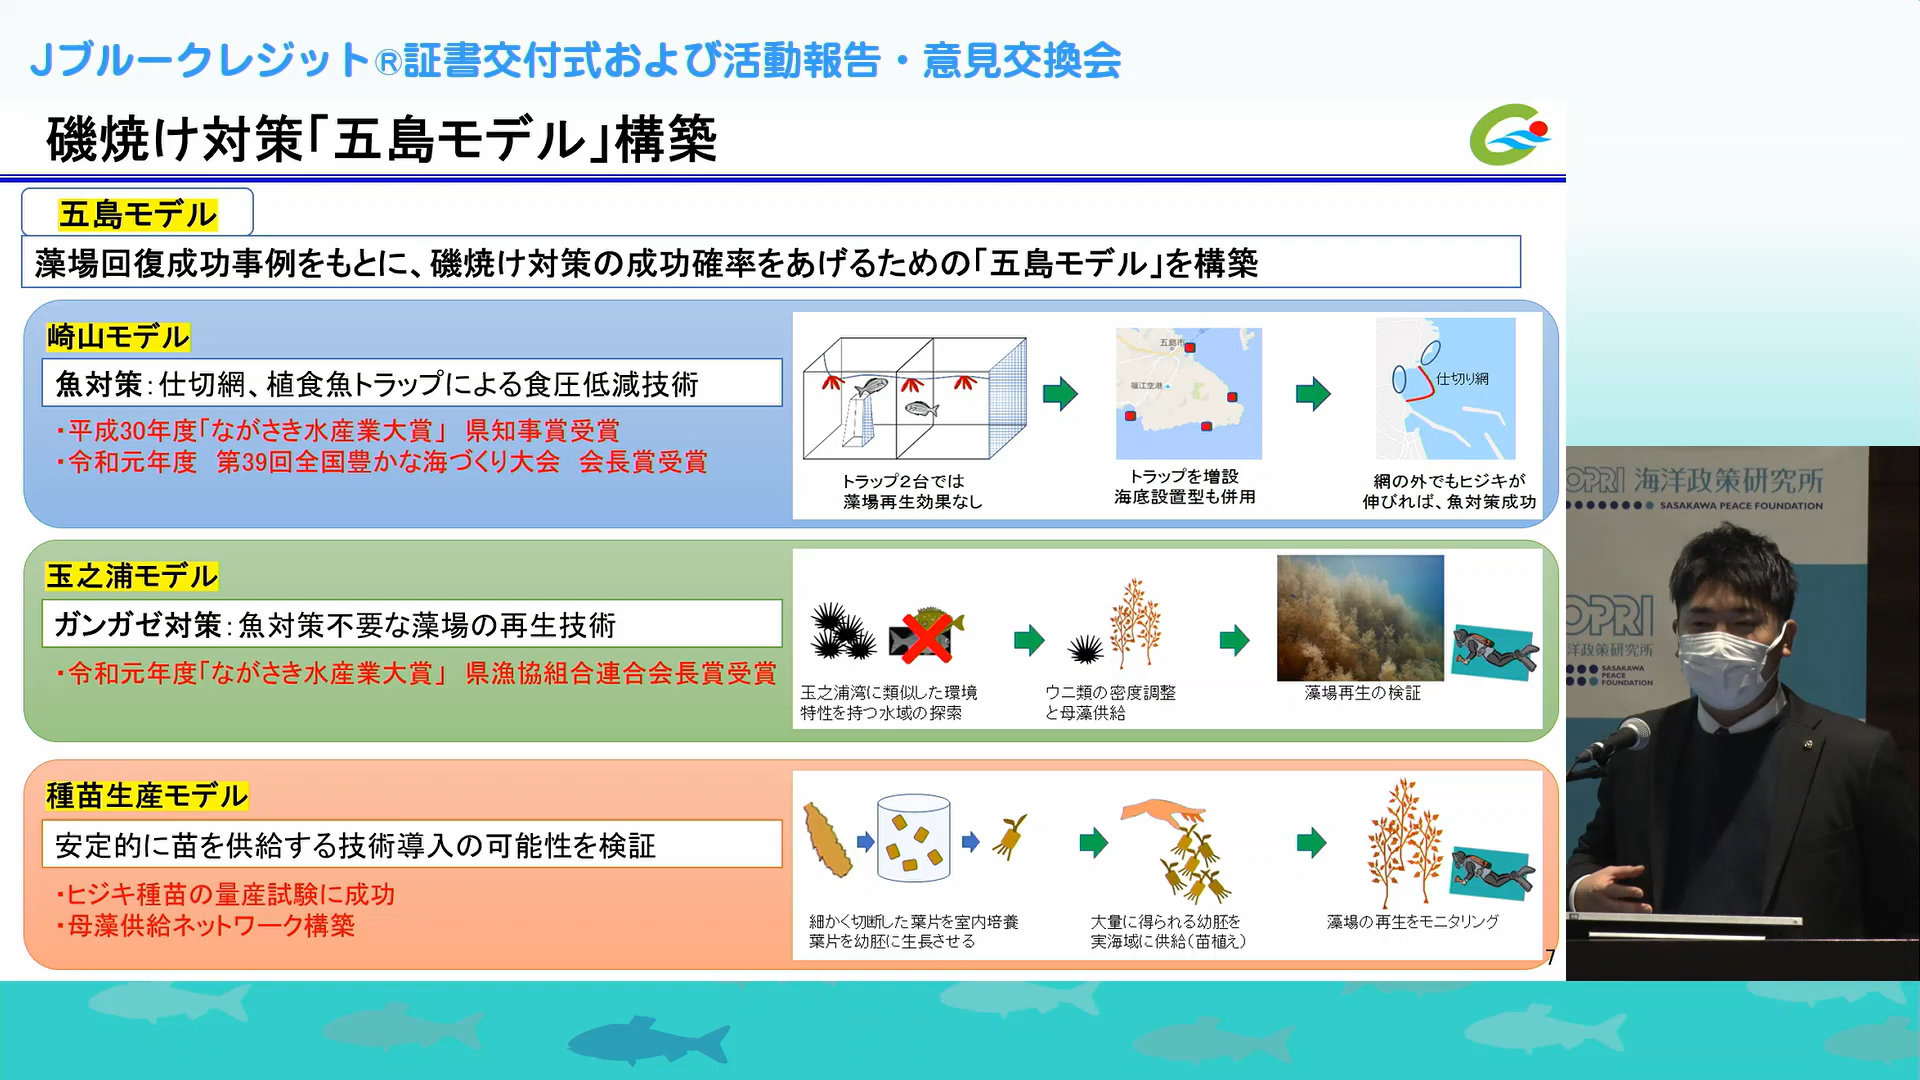 Jブルークレジット®証書交付式および活動報告・意見交換会
磯焼け対策「五島モデル」構築
五島モデル
藻場回復成功事例をもとに、磯焼け対策の成功確率をあげるための「五島モデル」を構築
崎山モデル
魚対策：仕切網、植食魚トラップによる食圧低減技術
・平成30年度「ながさき水産業大賞」　県知事賞受賞
・令和元年度　第39回全国豊かな海づくり大会　会長賞受賞
トラップ２台では
藻場再生効果なし
五島市
福江空港
トラップを増設
海底設置型も併用
仕切り網
網の外でもヒジキが
伸びれば、魚対策成功
玉之浦モデル
ガンガゼ対策：魚対策不要な藻場の再生技術
・令和元年度「ながさき水産業大賞」　県漁協組合連合会長賞受賞
玉之浦湾に類似した環境
特性を持つ水域の探索
ウニ類の密度調整
と母藻供給
藻場再生の検証
種苗生産モデル
安定的に苗を供給する技術導入の可能性を検証
・ヒジキ種苗の量産試験に成功
・母藻供給ネットワーク構築
細かく切断した葉片を室内培養
葉片を幼胚に生長させる
大量に得られる幼胚を
実海域に供給（苗植え）
藻場の再生をモニタリング
7
OPRI 海洋政策研究所
SASAKAWA PEACE FOUNDATION
OPRI
洋政策研究所
SASAKAWA
PEACE
FOUNDATION